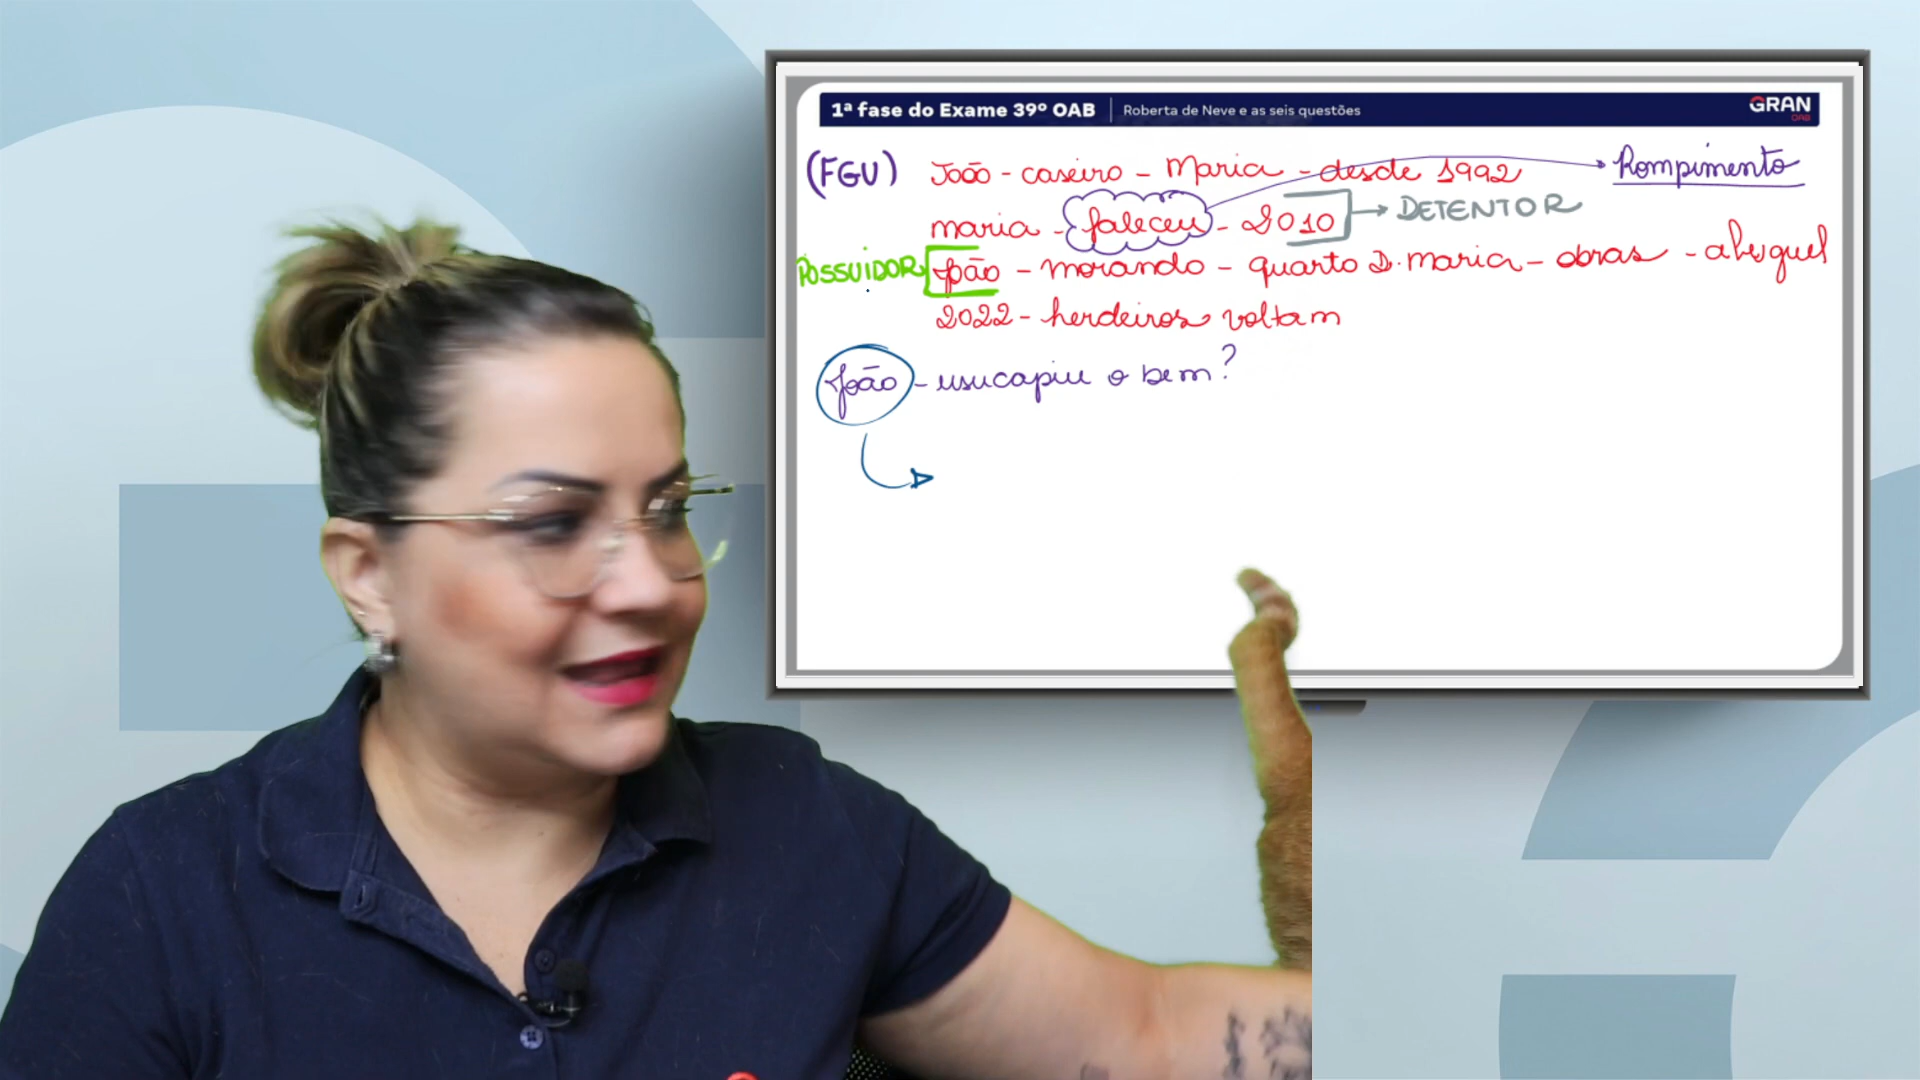 1ª fase do Exame 39º OAB | Roberta de Neve e as seis questões GRAN OAB
(FGV) João - caseiro - Maria - desde 1992 → Rompimento
maria - faleceu - 2010 → DETENTOR
POSSUIDOR João - morando - quarto D. maria - obras - aluguel
2022 - herdeiros voltam
João - usucapiu o bem?